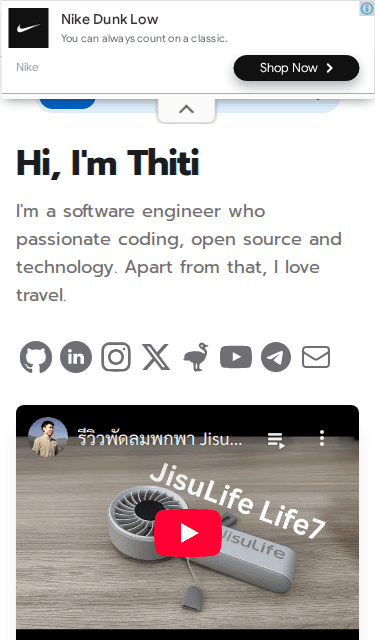 Nike Dunk Low
You can always count on a classic.
Nike
Shop Now
Hi, I'm Thiti
I'm a software engineer who
passionate coding, open source and
technology. Apart from that, I love
travel.
รีวิวพัดลมพกพา Jisu...
JisuLife Life7
JisuLife